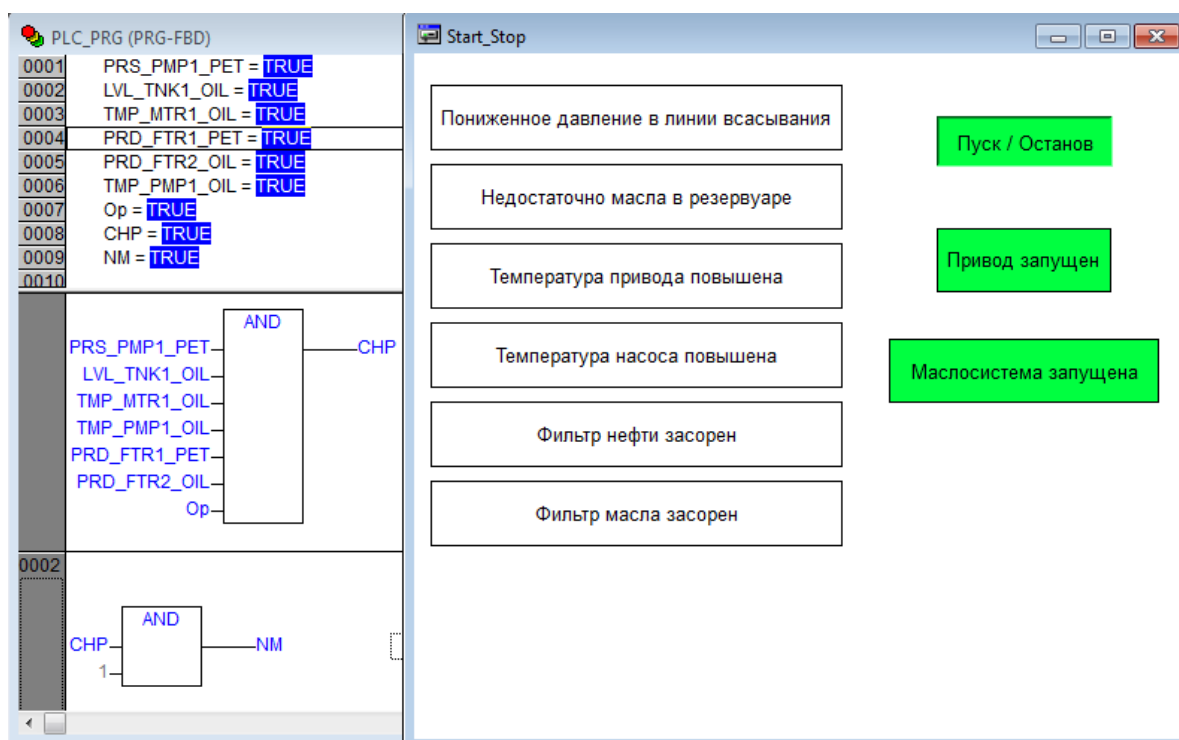 PLC_PRG (PRG-FBD)
0001 PRS_PMP1_PET = TRUE
0002 LVL_TNK1_OIL = TRUE
0003 TMP_MTR1_OIL = TRUE
0004 PRD_FTR1_PET = TRUE
0005 PRD_FTR2_OIL = TRUE
0006 TMP_PMP1_OIL = TRUE
0007 Op = TRUE
0008 CHP = TRUE
0009 NM = TRUE
0010
AND
PRS_PMP1_PET CHP
LVL_TNK1_OIL
TMP_MTR1_OIL
TMP_PMP1_OIL
PRD_FTR1_PET
PRD_FTR2_OIL
Op
0002
AND
CHP NM
1
Start_Stop
Пониженное давление в линии всасывания
Недостаточно масла в резервуаре
Температура привода повышена
Температура насоса повышена
Фильтр нефти засорен
Фильтр масла засорен
Пуск / Останов
Привод запущен
Маслосистема запущена